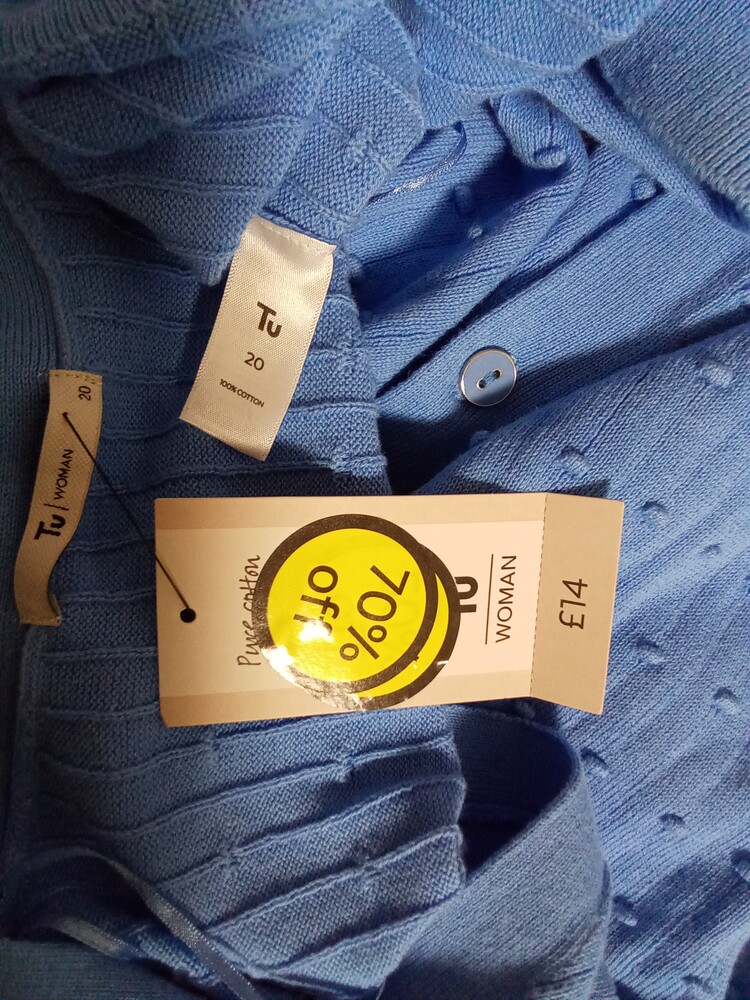 Tu
20
100% COTTON
20
Tu | WOMAN
Pure cotton
70%
off
Tu
WOMAN
£14